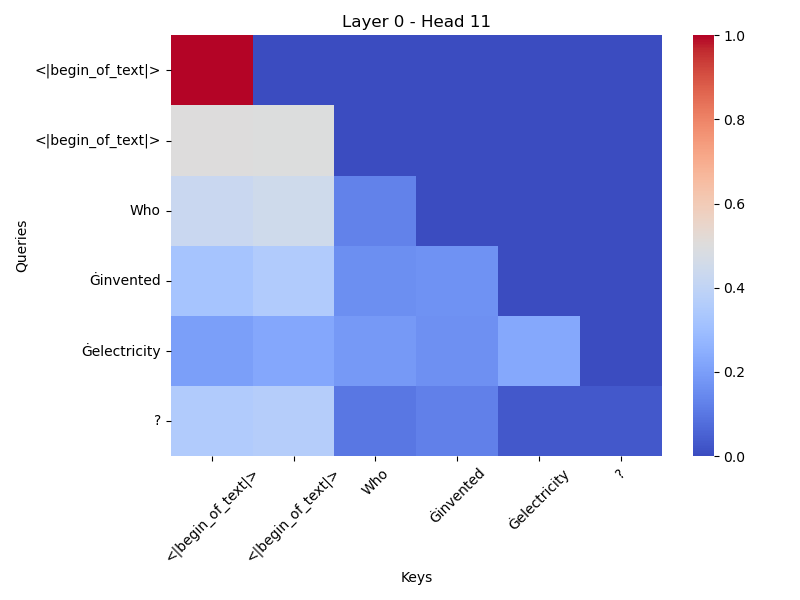 Layer 0 - Head 11
<|begin_of_text|>
<|begin_of_text|>
Who
Ġinvented
Ġelectricity
?
Queries
<|begin_of_text|>
<|begin_of_text|>
Who
Ġinvented
Ġelectricity
?
Keys
1.0
0.8
0.6
0.4
0.2
0.0